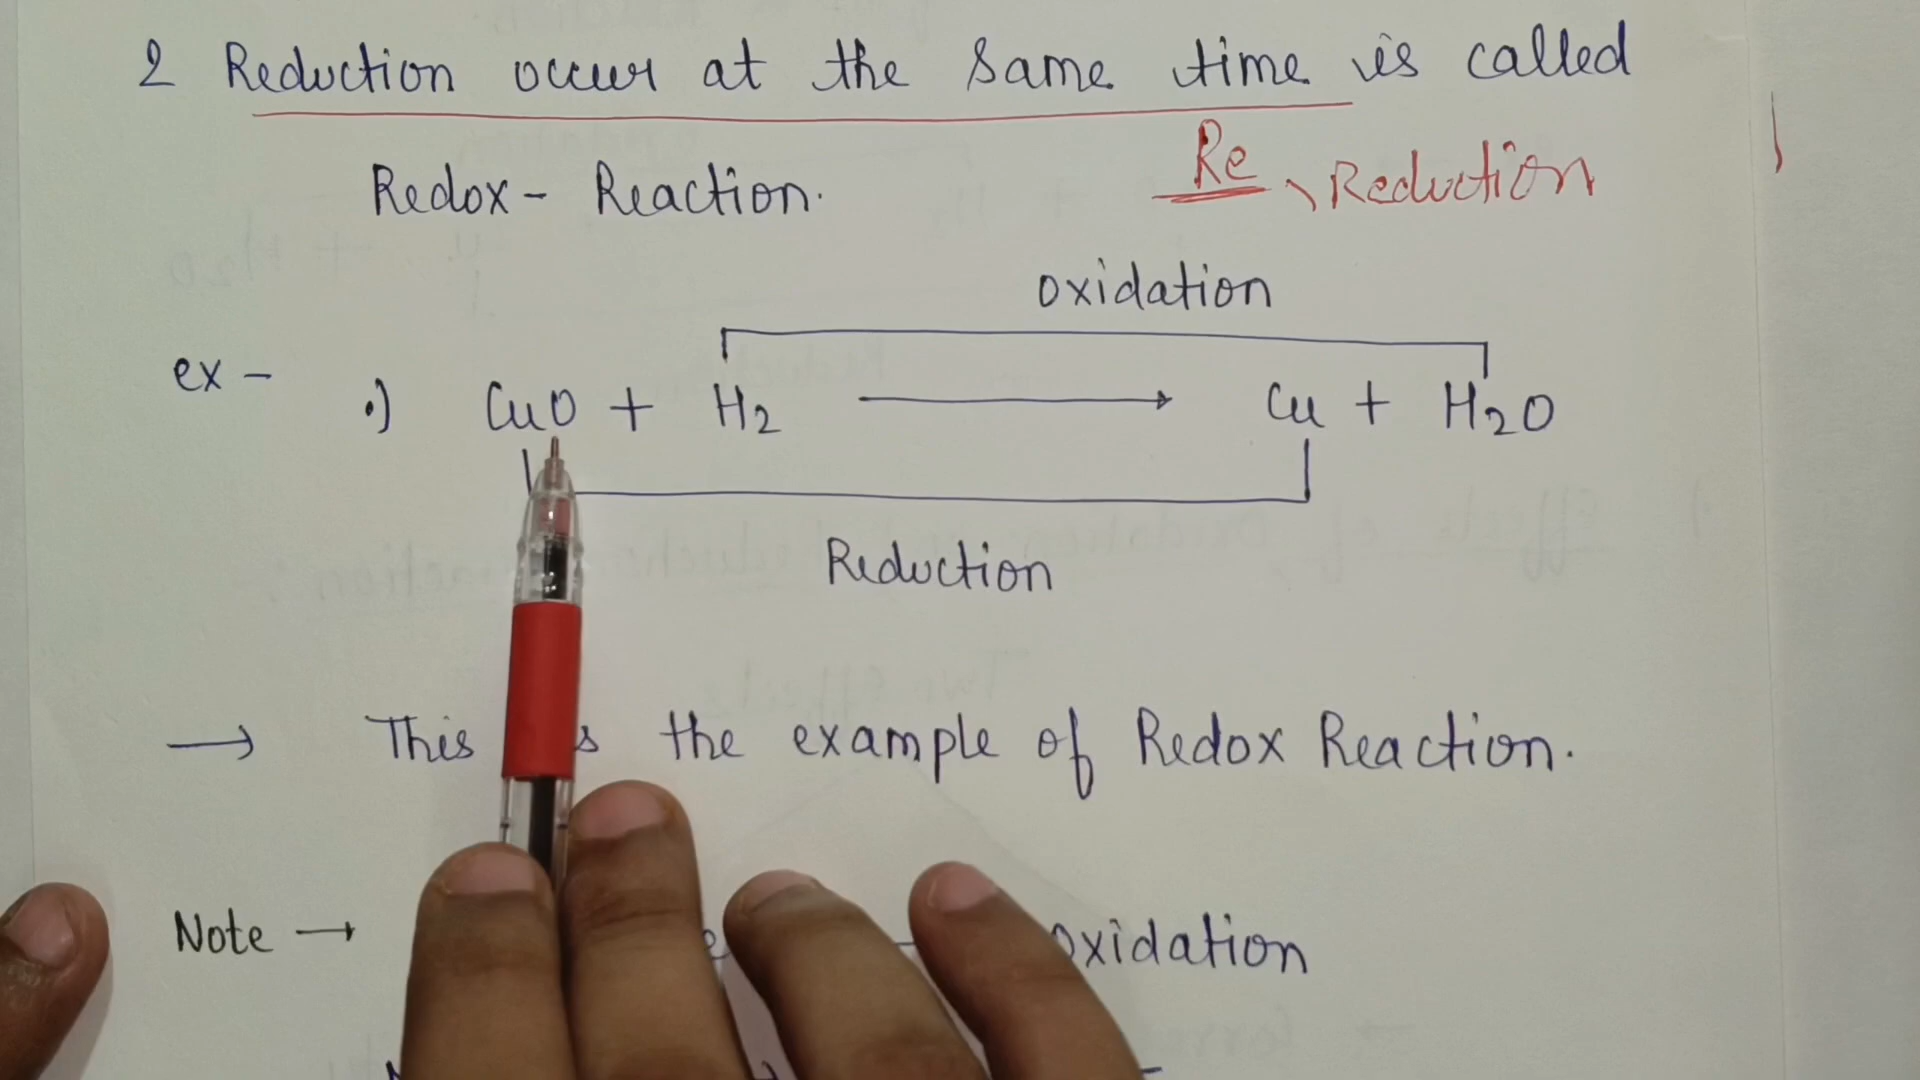 2 Reduction occur at the same time is called
Redox - Reaction.
Re Reduction
oxidation
ex - •) CuO + H2 → Cu + H2O
Reduction
→ This is the example of Redox Reaction.
Note → oxidation